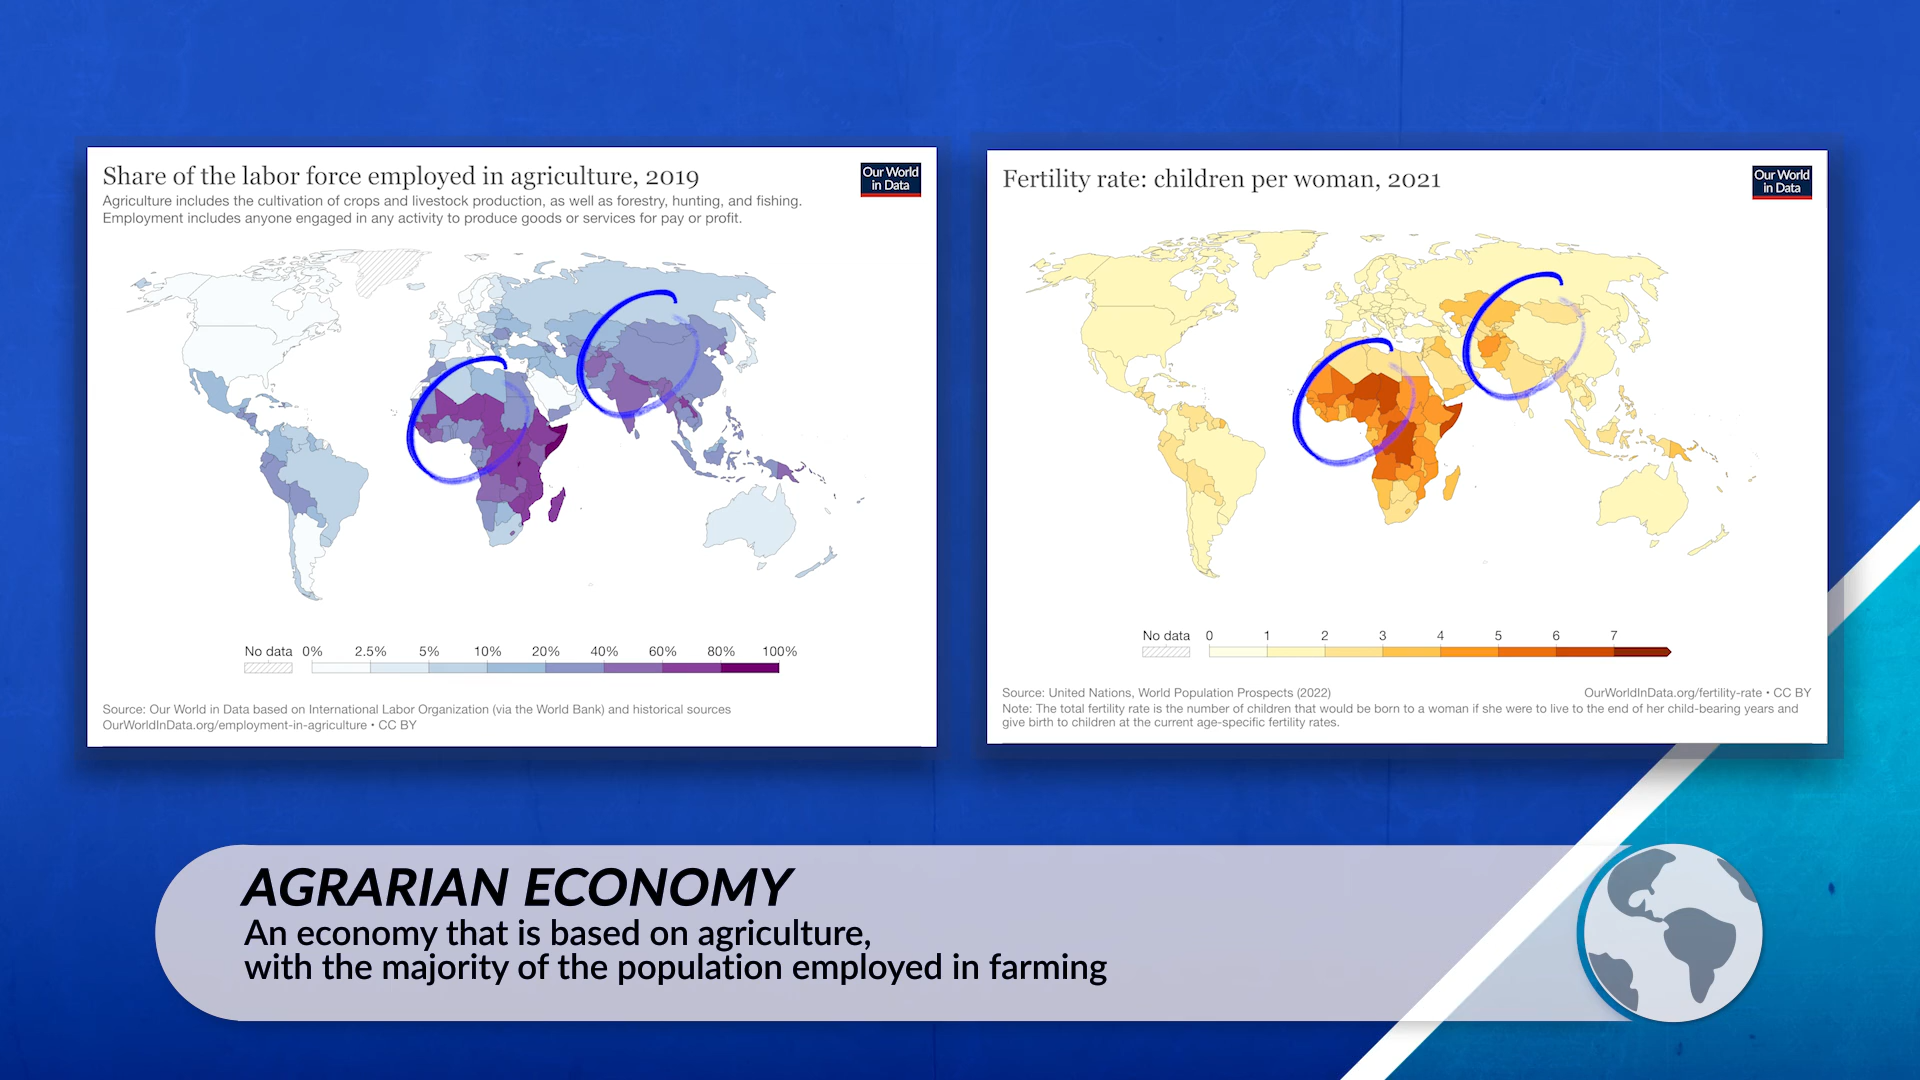 Share of the labor force employed in agriculture, 2019
Agriculture includes the cultivation of crops and livestock production, as well as forestry, hunting, and fishing.
Employment includes anyone engaged in any activity to produce goods or services for pay or profit.
Our World
in Data
No data 0% 2.5% 5% 10% 20% 40% 60% 80% 100%
Source: Our World in Data based on International Labor Organization (via the World Bank) and historical sources
OurWorldInData.org/employment-in-agriculture • CC BY
Fertility rate: children per woman, 2021
Our World
in Data
No data 0 1 2 3 4 5 6 7
Source: United Nations, World Population Prospects (2022) OurWorldInData.org/fertility-rate • CC BY
Note: The total fertility rate is the number of children that would be born to a woman if she were to live to the end of her child-bearing years and
give birth to children at the current age-specific fertility rates.
AGRARIAN ECONOMY
An economy that is based on agriculture,
with the majority of the population employed in farming